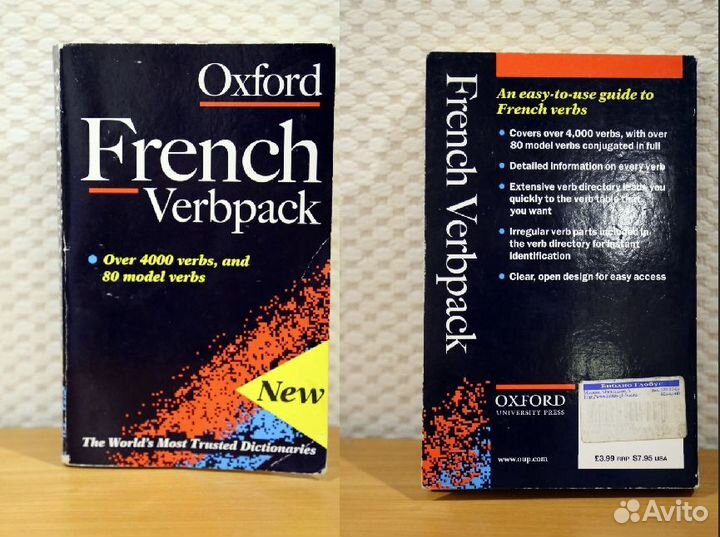 Oxford
French
Verbpack
Over 4000 verbs, and
80 model verbs
New
The World's Most Trusted Dictionaries
French Verbpack
An easy-to-use guide to
French verbs
Covers over 4,000 verbs, with over
80 model verbs conjugated in full
Detailed information on every verb
Extensive verb directory leads you
quickly to the verb table that
you want
Irregular verb parts included in
the verb directory for instant
identification
Clear, open design for easy access
OXFORD
UNIVERSITY PRESS
www.oup.com
Библио Глобус
£3.99 RRP $7.95 USA
Avito